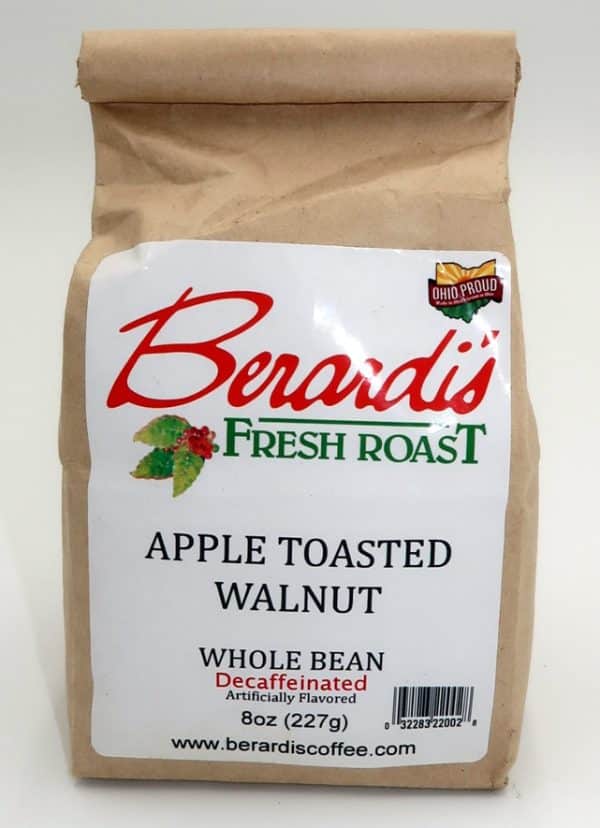 OHIO PROUD
Berardi's
FRESH ROAST
APPLE TOASTED
WALNUT
WHOLE BEAN
Decaffeinated
Artificially Flavored
8oz (227g)
0 32283 22002 8
www.berardiscoffee.com